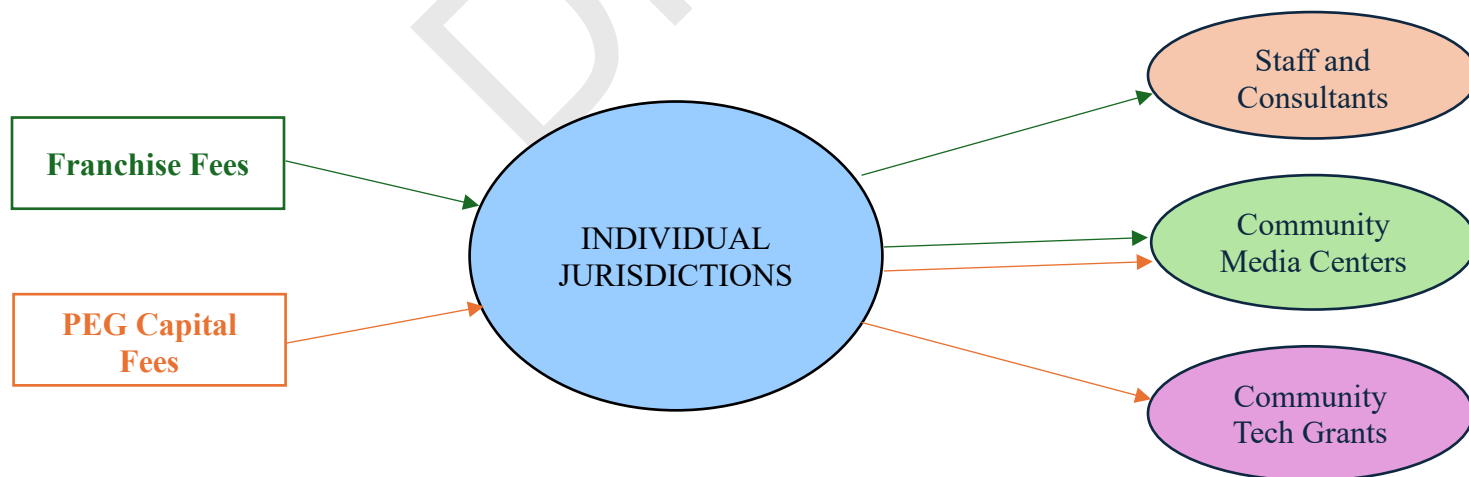 Franchise Fees
PEG Capital
Fees
INDIVIDUAL
JURISDICTIONS
Staff and
Consultants
Community
Media Centers
Community
Tech Grants